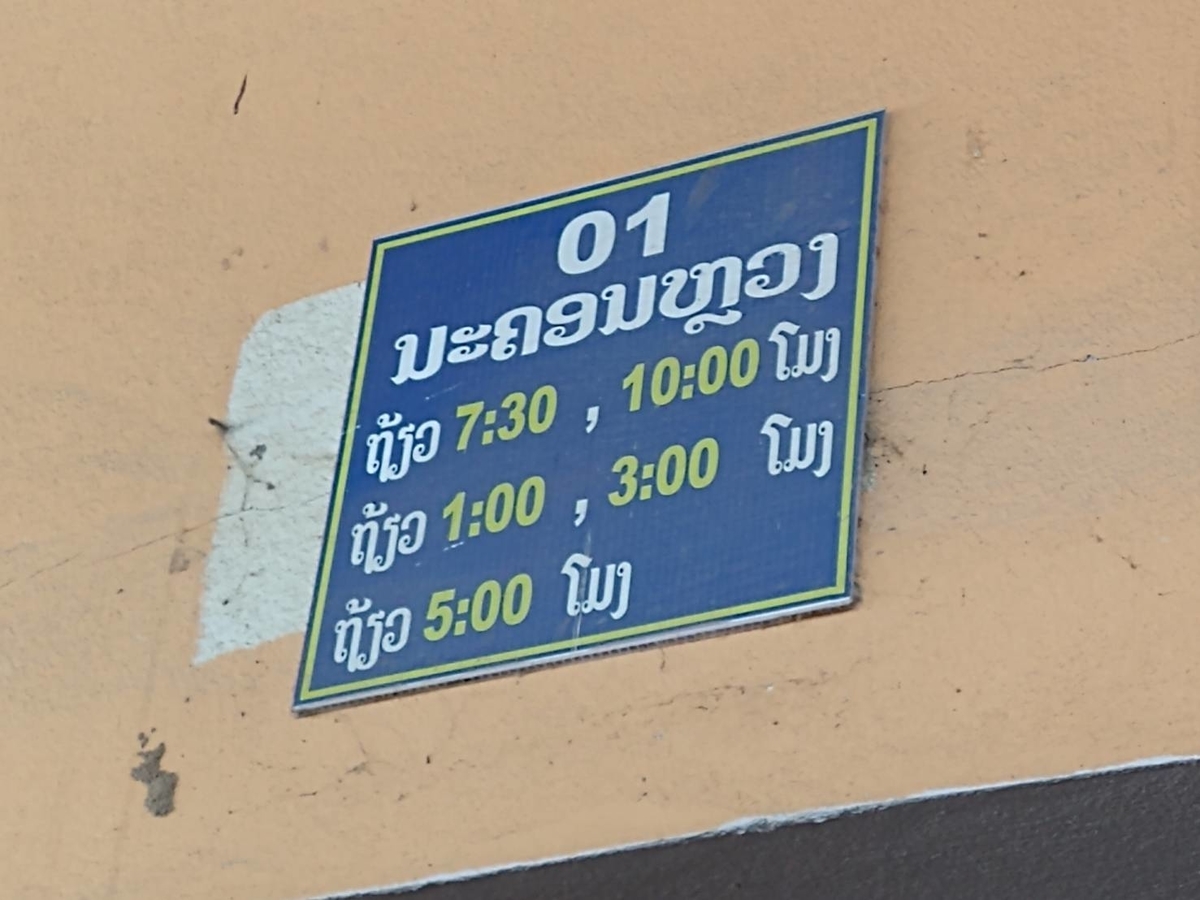 01
ນະຄອນຫຼວງ
ຖ້ຽວ 7:30 , 10:00 ໂມງ
ຖ້ຽວ 1:00 , 3:00 ໂມງ
ຖ້ຽວ 5:00 ໂມງ